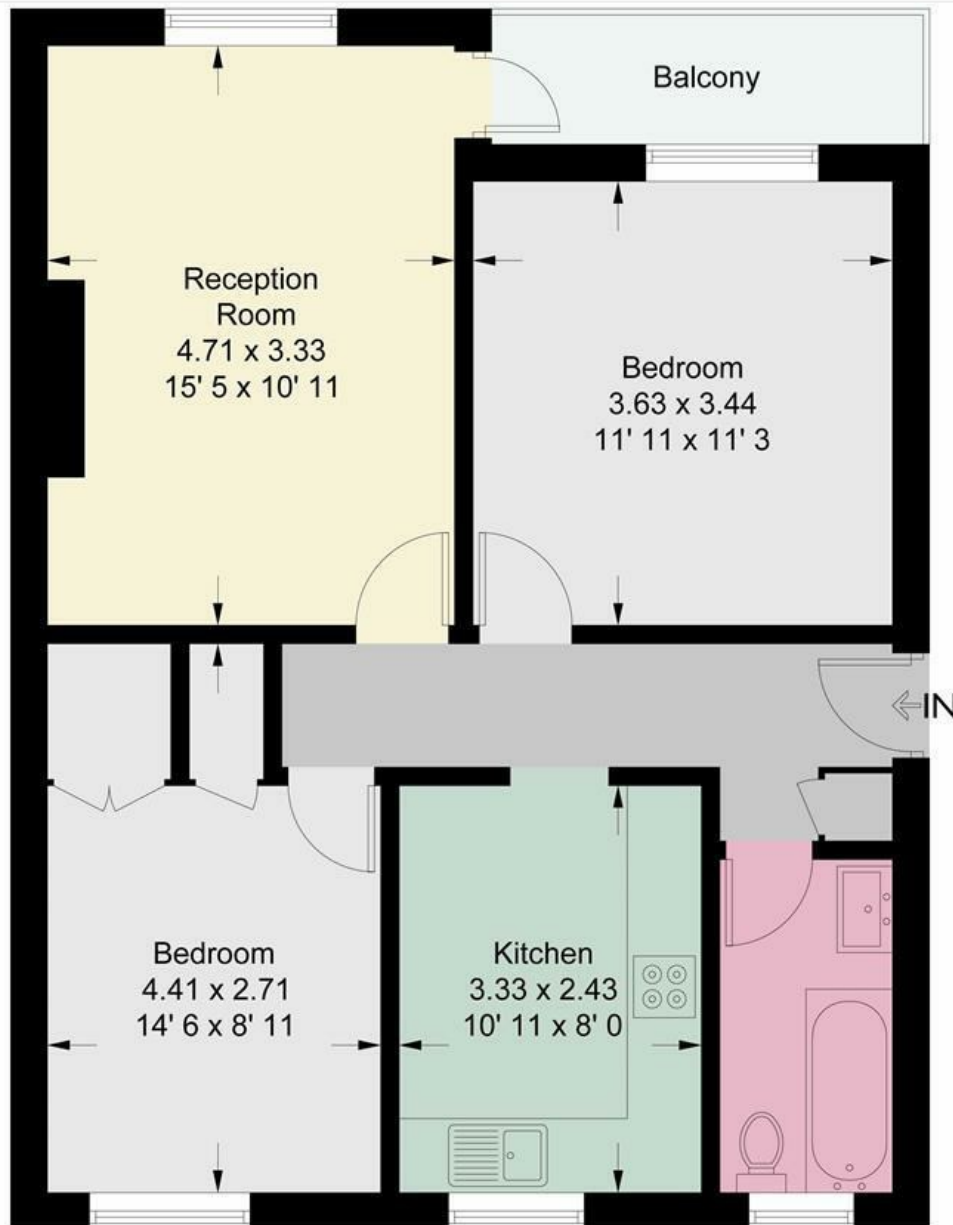 Balcony
Reception
Room
4.71 x 3.33
15' 5 x 10' 11
Bedroom
3.63 x 3.44
11' 11 x 11' 3
IN
Bedroom
4.41 x 2.71
14' 6 x 8' 11
Kitchen
3.33 x 2.43
10' 11 x 8' 0